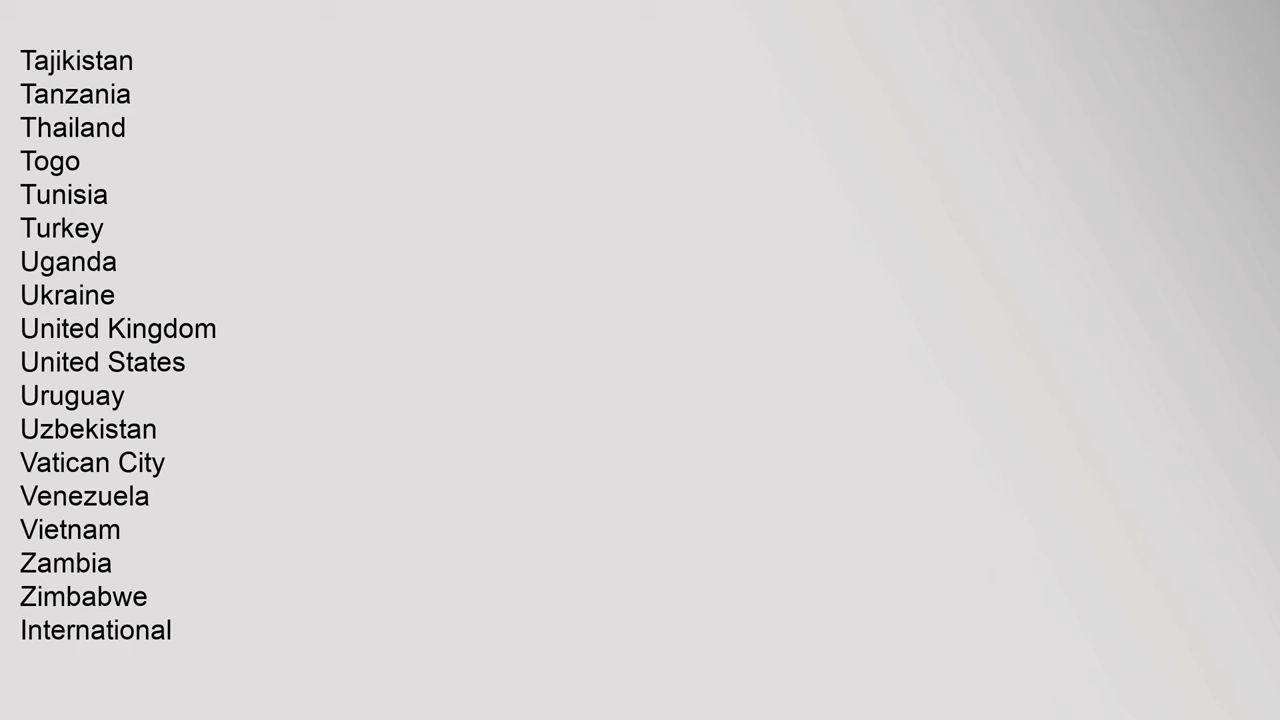 Tajikistan
Tanzania
Thailand
Togo
Tunisia
Turkey
Uganda
Ukraine
United Kingdom
United States
Uruguay
Uzbekistan
Vatican City
Venezuela
Vietnam
Zambia
Zimbabwe
International